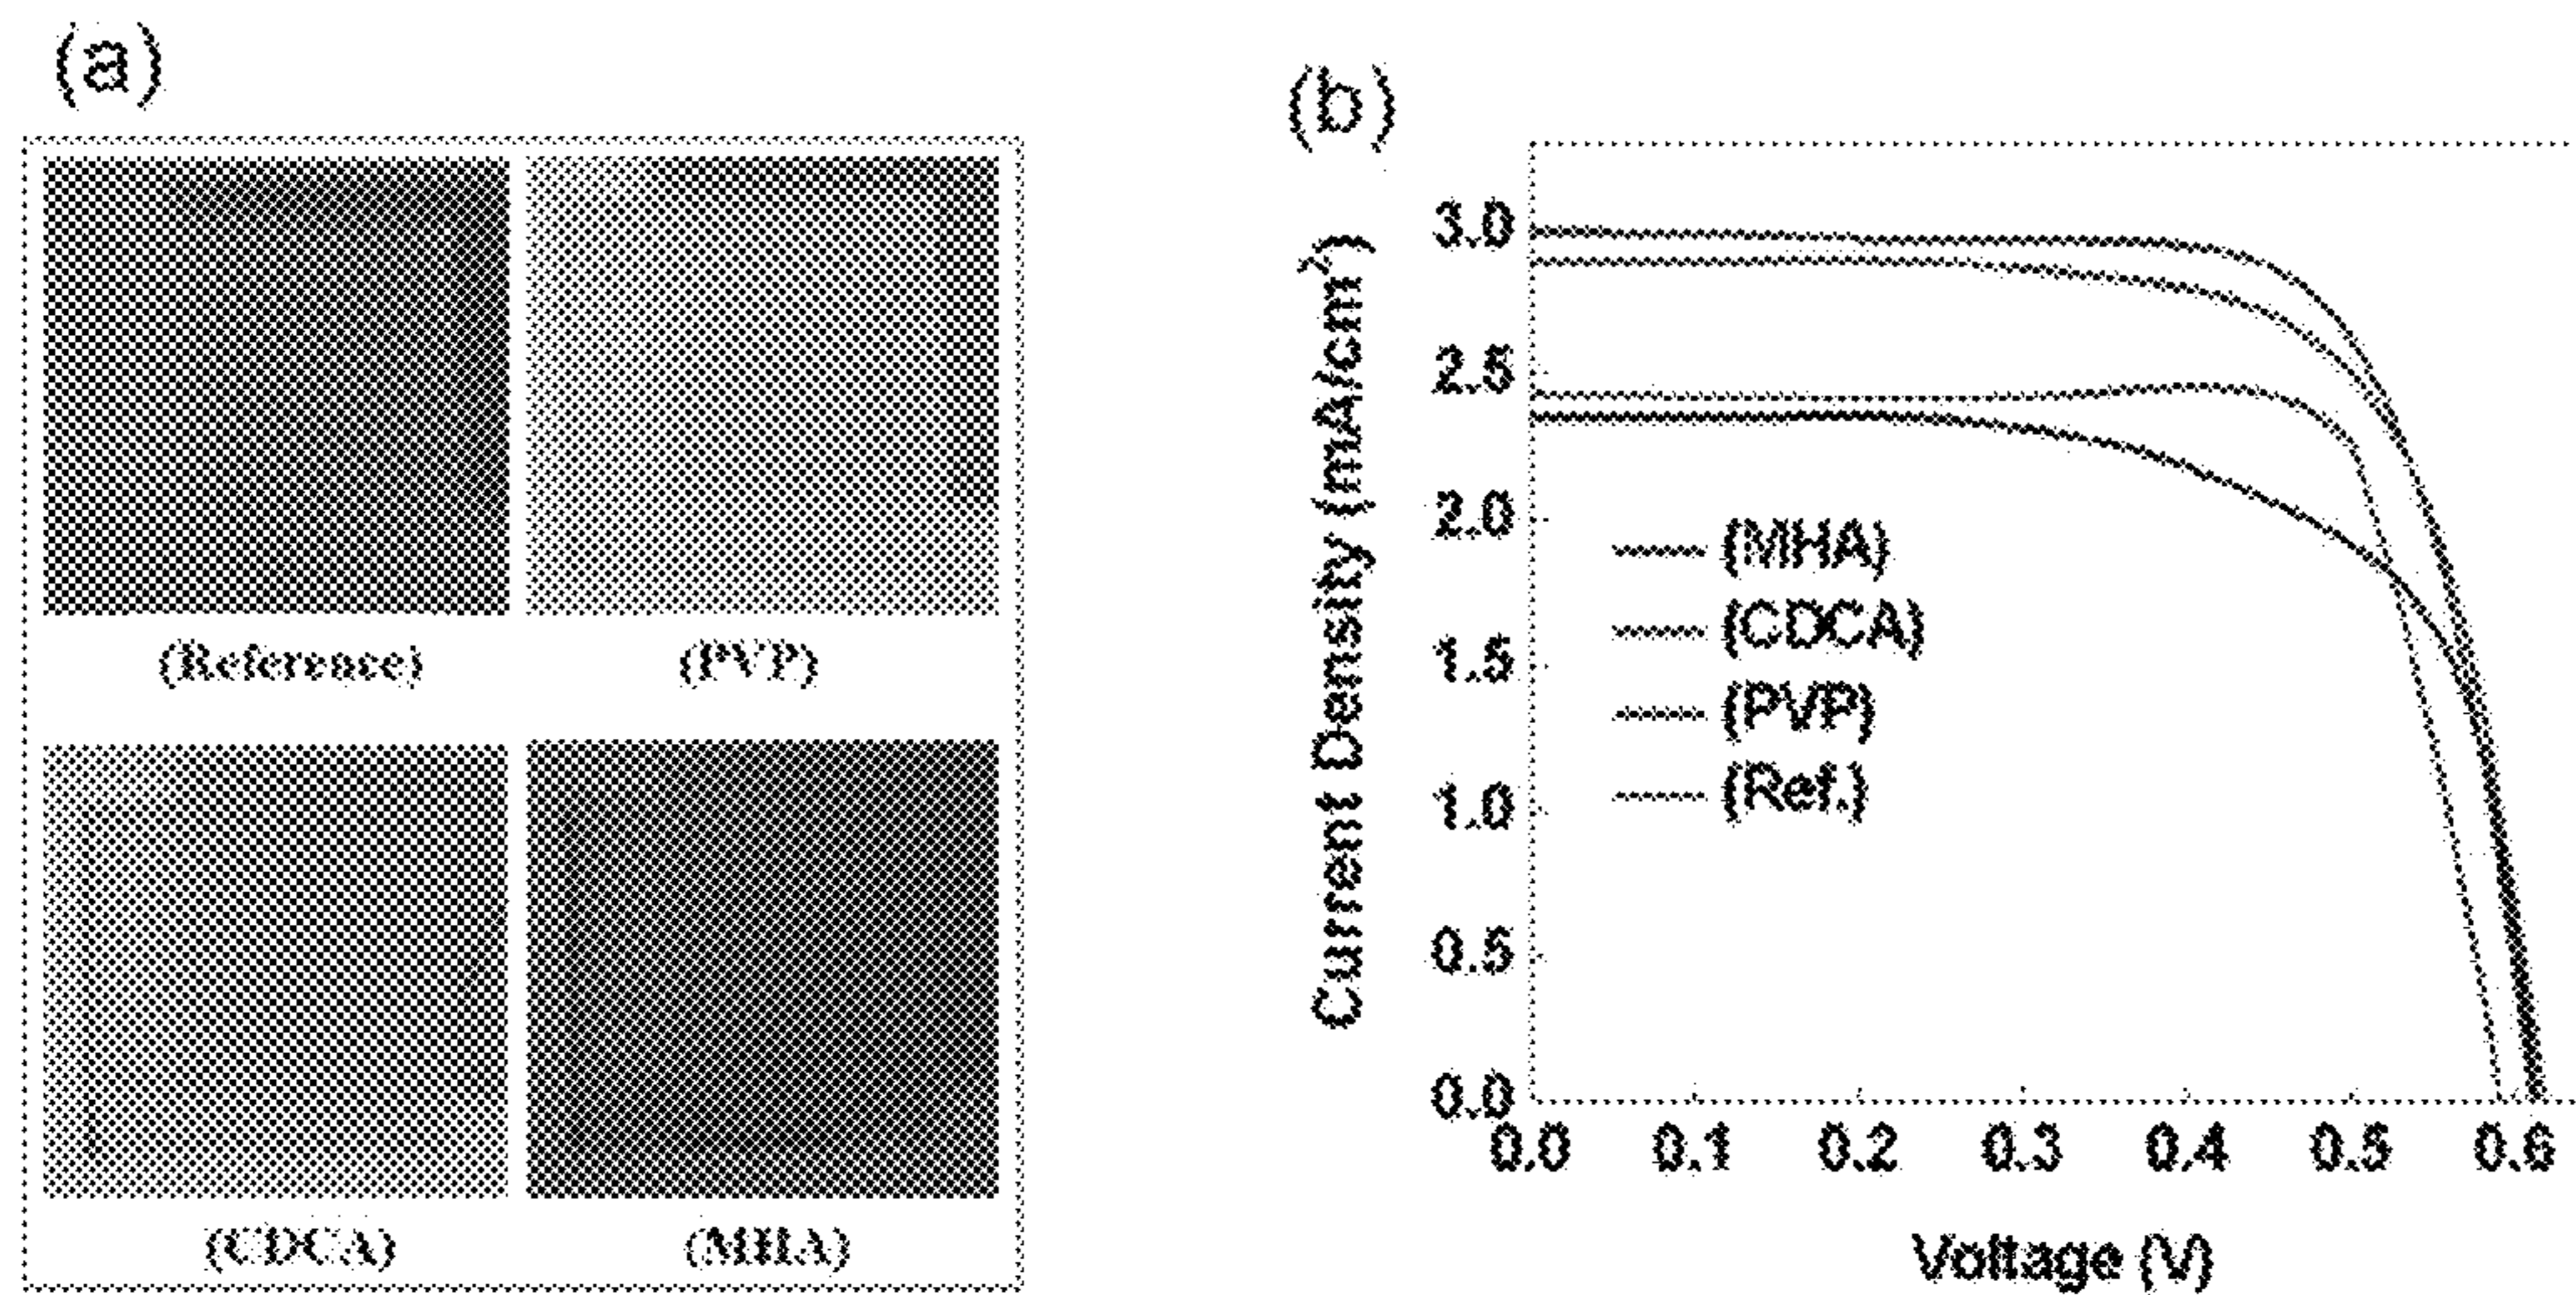 (a)
(Reference)
(PVP)
(CDCA)
(MHA)
(b)
Current Density (mA/cm²)
3.0
2.5
2.0
1.5
1.0
0.5
0.0
(MHA)
(CDCA)
(PVP)
(Ref.)
0.0 0.1 0.2 0.3 0.4 0.5 0.6
Voltage (V)